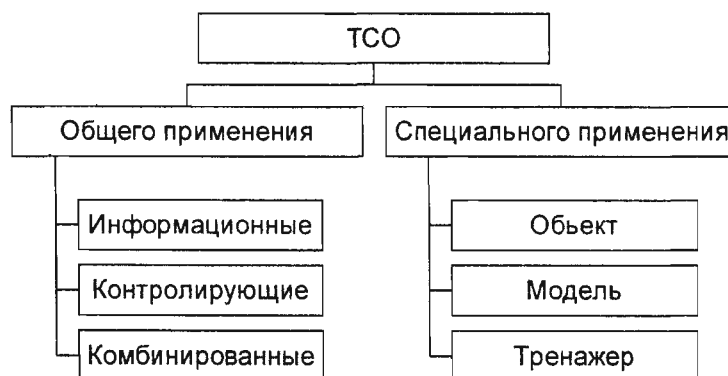 ТСО
Общего применения
Специального применения
Информационные
Обьект
Контролирующие
Модель
Комбинированные
Тренажер